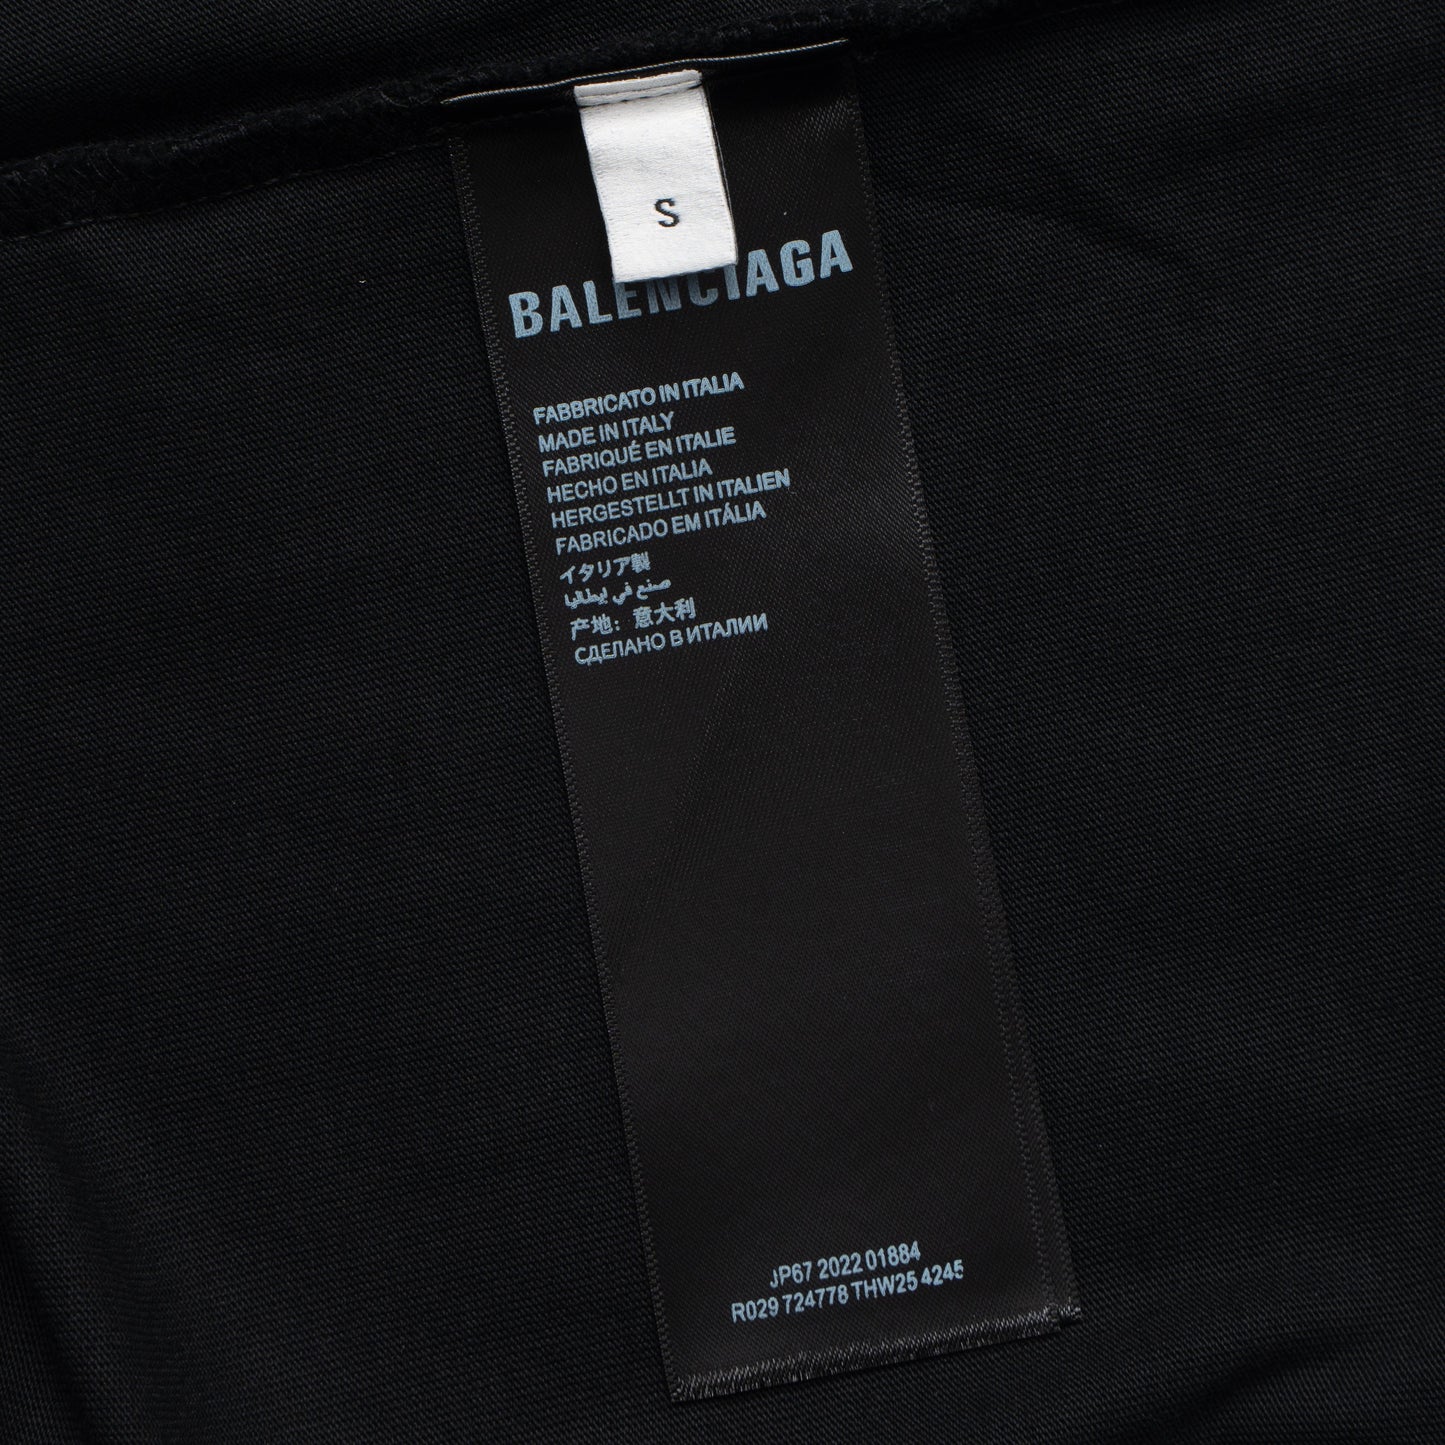 S
BALENCIAGA
FABBRICATO IN ITALIA
MADE IN ITALY
FABRIQUÉ EN ITALIE
HECHO EN ITALIA
HERGESTELLT IN ITALIEN
FABRICADO EM ITÁLIA
イタリア製
صنع في إيطاليا
产地：意大利
СДЕЛАНО В ИТАЛИИ
JP67 2022 01884
R029 724778 THW25 4245